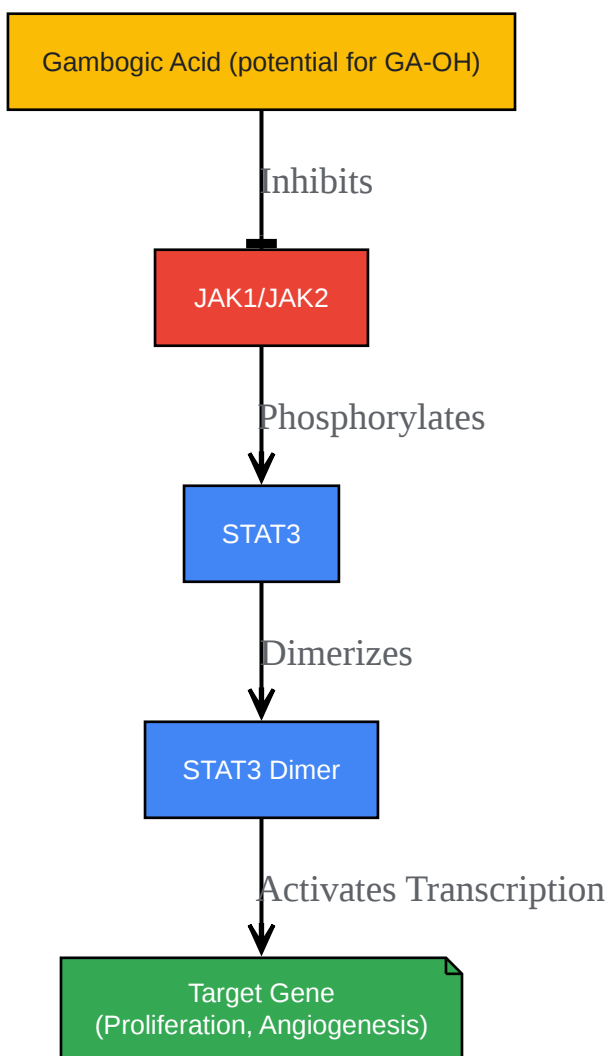 Gambogic Acid (potential for GA-OH)
Inhibits
JAK1/JAK2
Phosphorylates
STAT3
Dimerizes
STAT3 Dimer
Activates Transcription
Target Gene
(Proliferation, Angiogenesis)